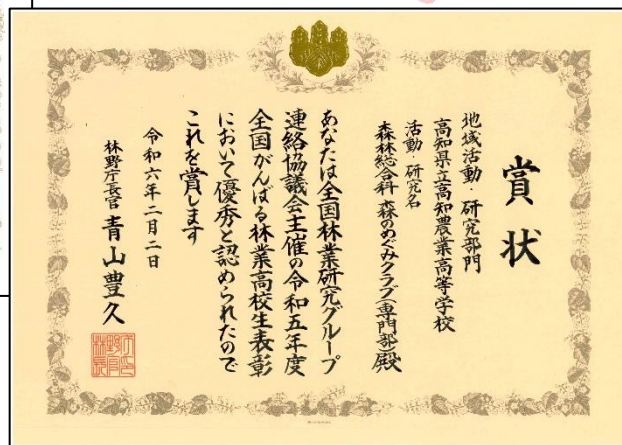 賞状
地域活動・研究部門
高知県立高知農業高等学校
活動・研究名
森林総合科 森のめぐみクラブ(専門部)殿
あなたは全国林業研究グループ
連絡協議会主催の令和五年度
全国がんばる林業高校生表彰
において優秀と認められたので
これを賞します
令和六年二月二日
林野庁長官 青山豊久